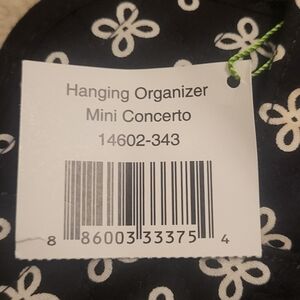 Hanging Organizer
Mini Concerto
14602-343
8 86003 33375 4